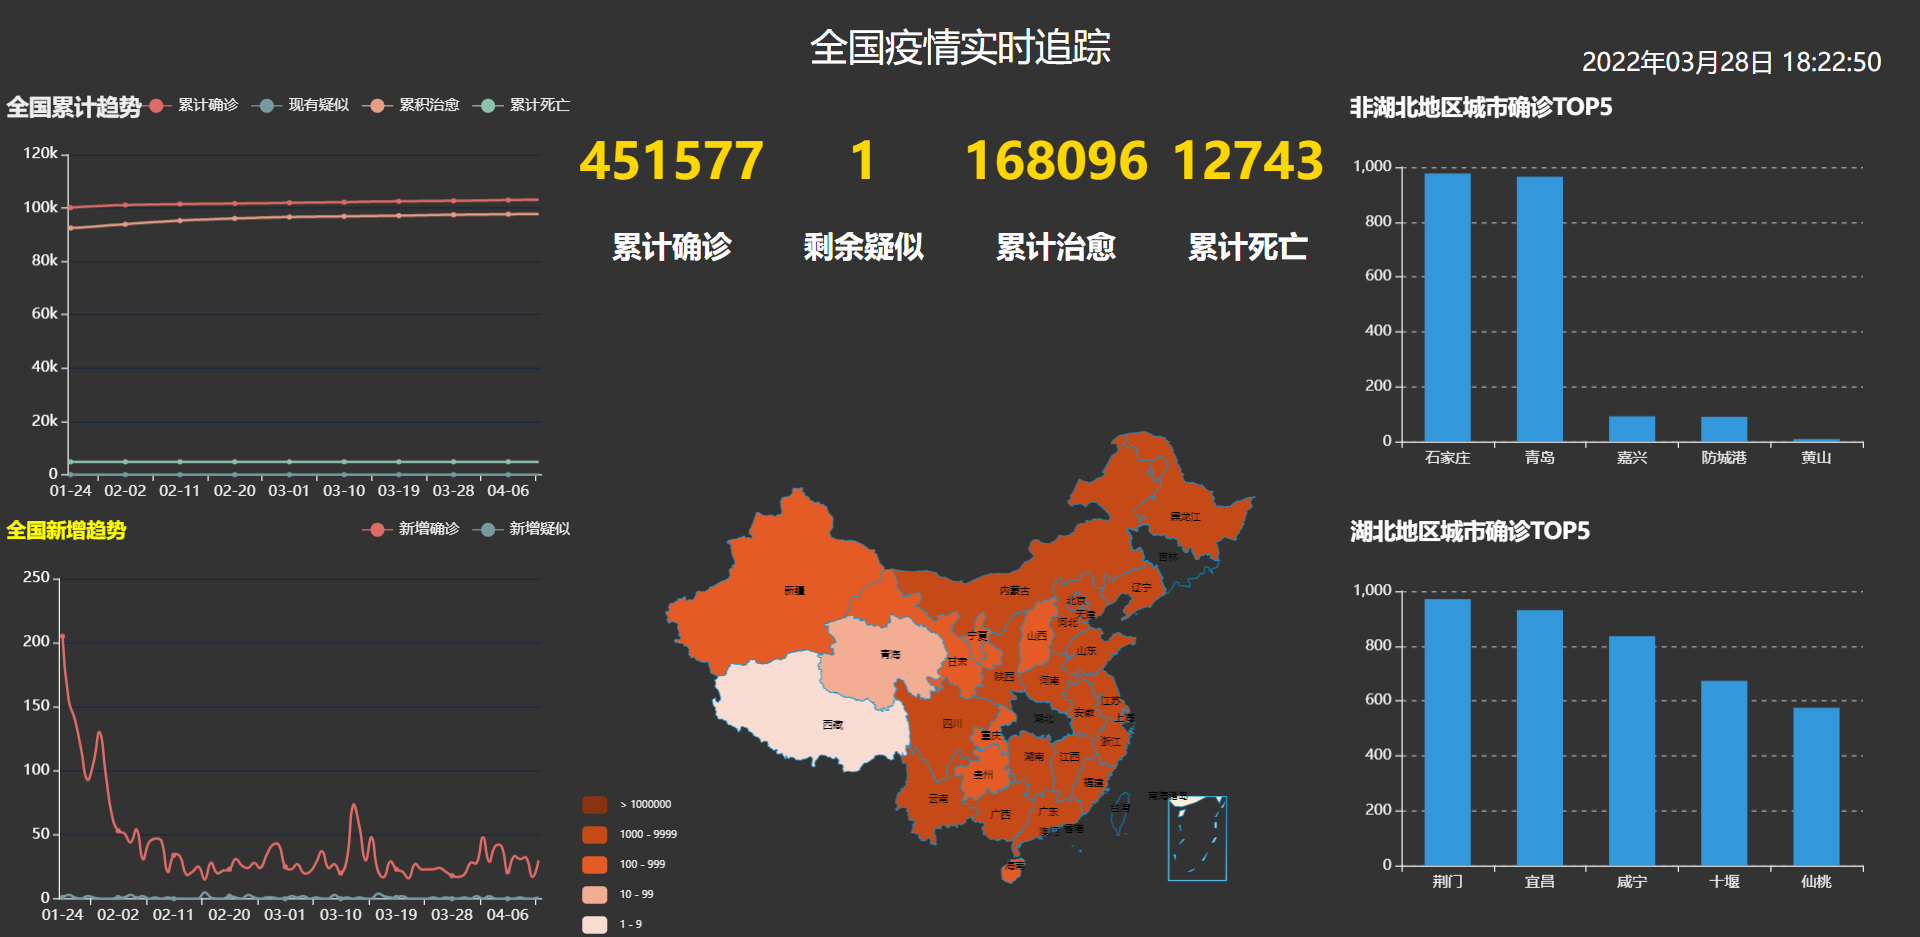 全国疫情实时追踪
2022年03月28日 18:22:50
全国累计趋势
累计确诊 现有疑似 累积治愈 累计死亡
120k
100k
80k
60k
40k
20k
0
01-24 02-02 02-11 02-20 03-01 03-10 03-19 03-28 04-06
全国新增趋势
新增确诊 新增疑似
250
200
150
100
50
0
01-24 02-02 02-11 02-20 03-01 03-10 03-19 03-28 04-06
451577 1 168096 12743
累计确诊 剩余疑似 累计治愈 累计死亡
黑龙江
吉林
辽宁
内蒙古
新疆
北京
天津
河北
宁夏
山西
山东
青海
甘肃
陕西
河南
江苏
安徽
上海
湖北
四川
西藏
重庆
浙江
湖南
江西
贵州
福建
云南
广西
广东
台湾
香港
澳门
海南
南海诸岛
> 1000000
1000 - 9999
100 - 999
10 - 99
1 - 9
非湖北地区城市确诊TOP5
1,000
800
600
400
200
0
石家庄 青岛 嘉兴 防城港 黄山
湖北地区城市确诊TOP5
1,000
800
600
400
200
0
荆门 宜昌 咸宁 十堰 仙桃